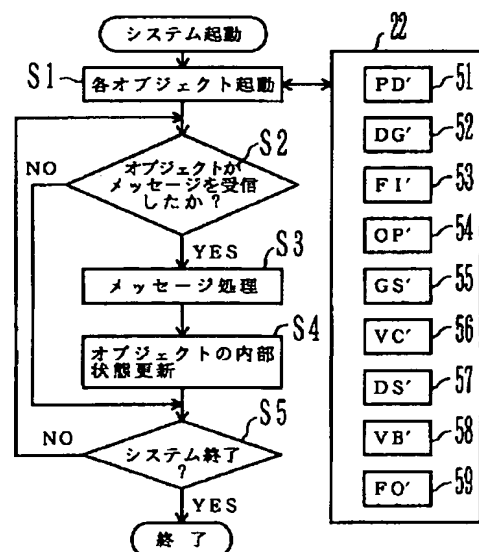 システム起動
S1
各オブジェクト起動
S2
オブジェクトが
メッセージを受信
したか?
NO
YES
S3
メッセージ処理
S4
オブジェクトの内部
状態更新
S5
システム終了
?
NO
YES
終了
22
PD' 51
DG' 52
FI' 53
OP' 54
GS' 55
VC' 56
DS' 57
VB' 58
FO' 59